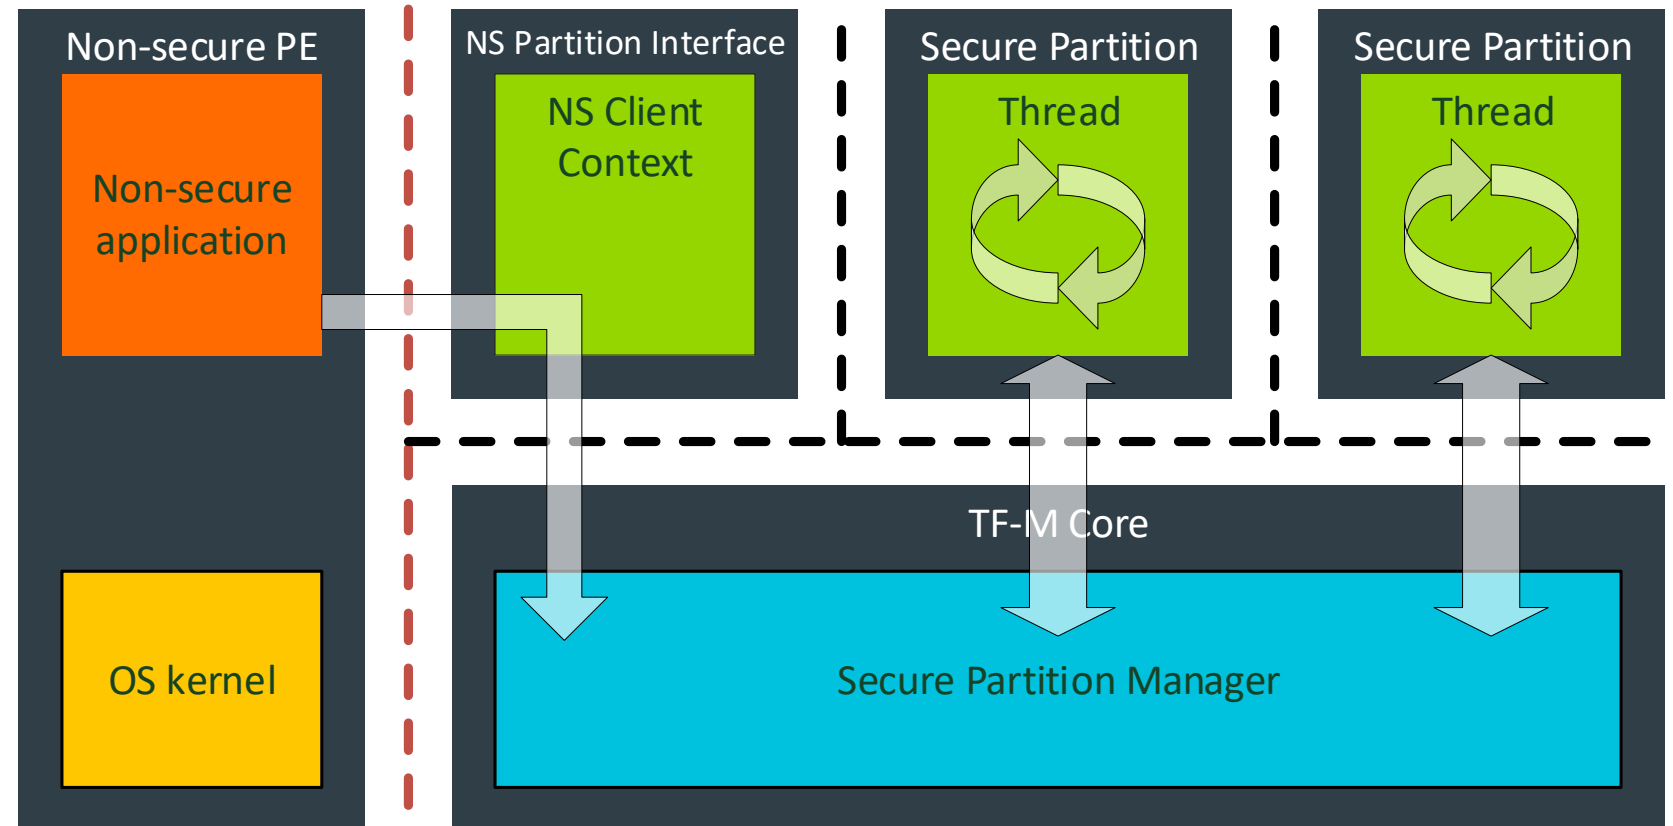 Non-secure PE
Non-secure
application
OS kernel
NS Partition Interface
NS Client
Context
Secure Partition
Thread
Secure Partition
Thread
TF-M Core
Secure Partition Manager